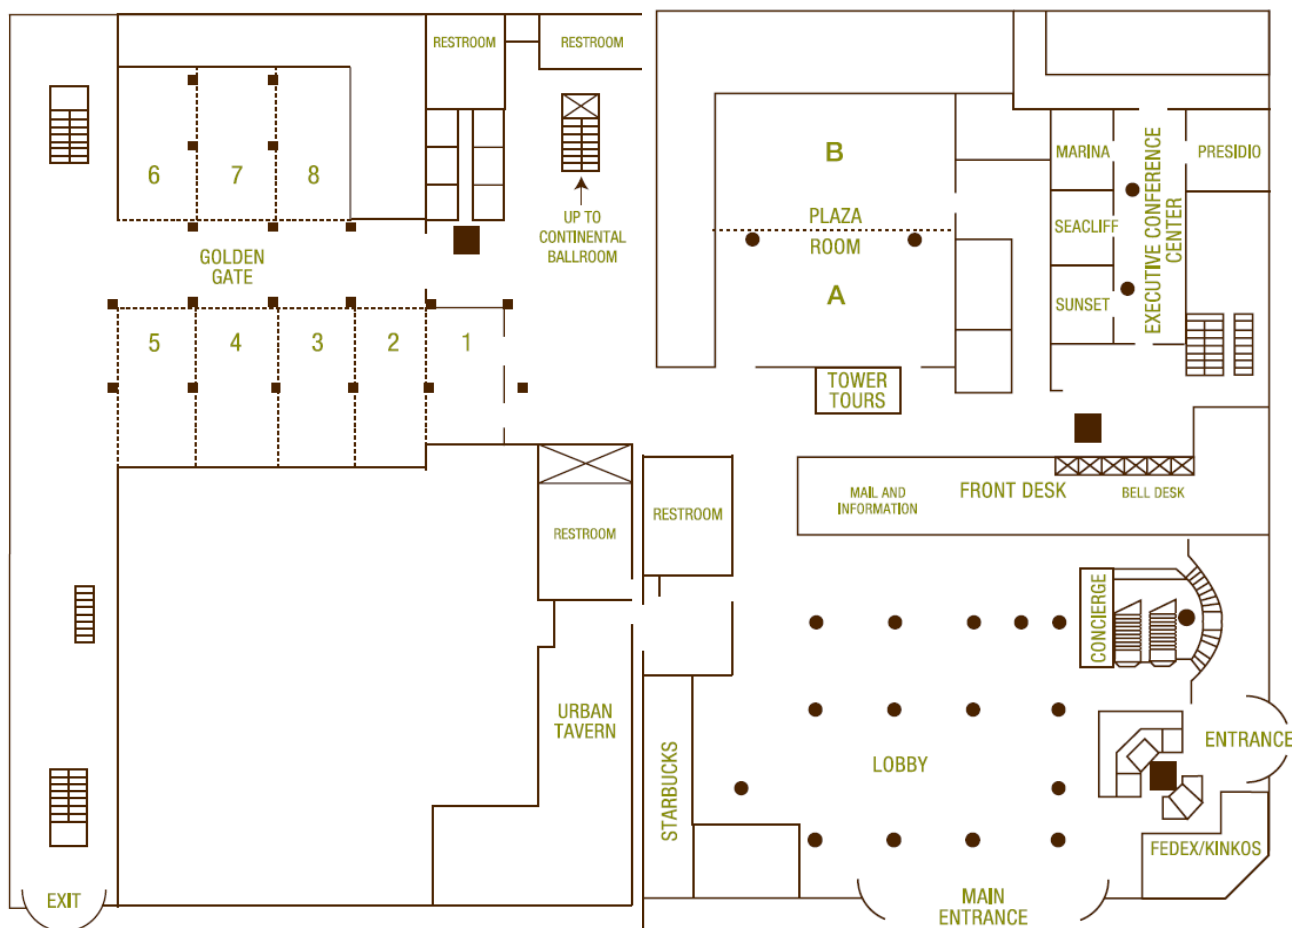 RESTROOM
RESTROOM
6
7
8
UP TO
CONTINENTAL
BALLROOM
GOLDEN
GATE
5
4
3
2
1
B
PLAZA
ROOM
A
TOWER
TOURS
MARINA
SEACLIFF
SUNSET
EXECUTIVE CONFERENCE
CENTER
PRESIDIO
MAIL AND
INFORMATION
FRONT DESK
BELL DESK
RESTROOM
RESTROOM
CONCIERGE
URBAN
TAVERN
STARBUCKS
LOBBY
ENTRANCE
FEDEX/KINKOS
EXIT
MAIN
ENTRANCE